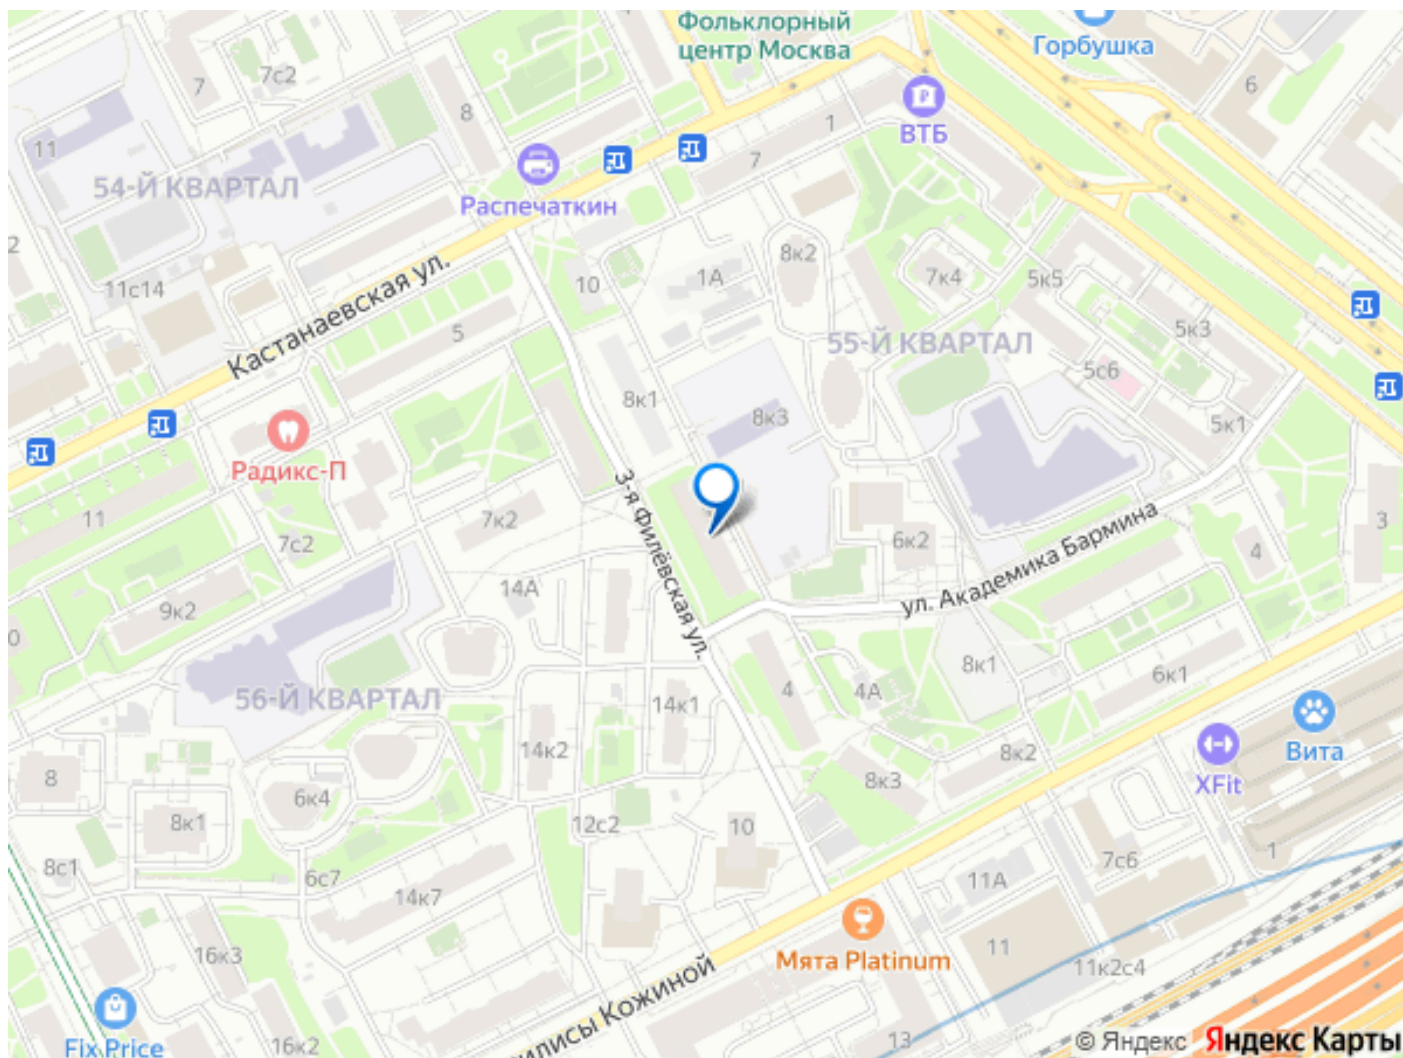 Фольклорный
центр Москва
Горбушка
7с2
7
8
6
ВТБ
1
11
7
54-Й КВАРТАЛ
Распечаткин
2
8к2
11с14
10
1А
7к4
5к5
Кастанаевская ул.
5
5к3
55-Й КВАРТАЛ
5с6
8к1
8к3
5к1
Радикс-П
3-я Филёвская ул.
11
7к2
7с2
6к2
4
3
ул. Академика Бармина
14А
9к2
0
8к1
6к1
56-Й КВАРТАЛ
4
4А
14к1
14к2
8к2
Вита
8
8к3
XFit
6к4
8к1
12с2
10
8с1
6с7
7с6
1
14к7
11А
16к3
Мята Platinum
11
11к2с4
илисы Кожиной
13
Fix Price
16к2
© Яндекс Яндекс Карты